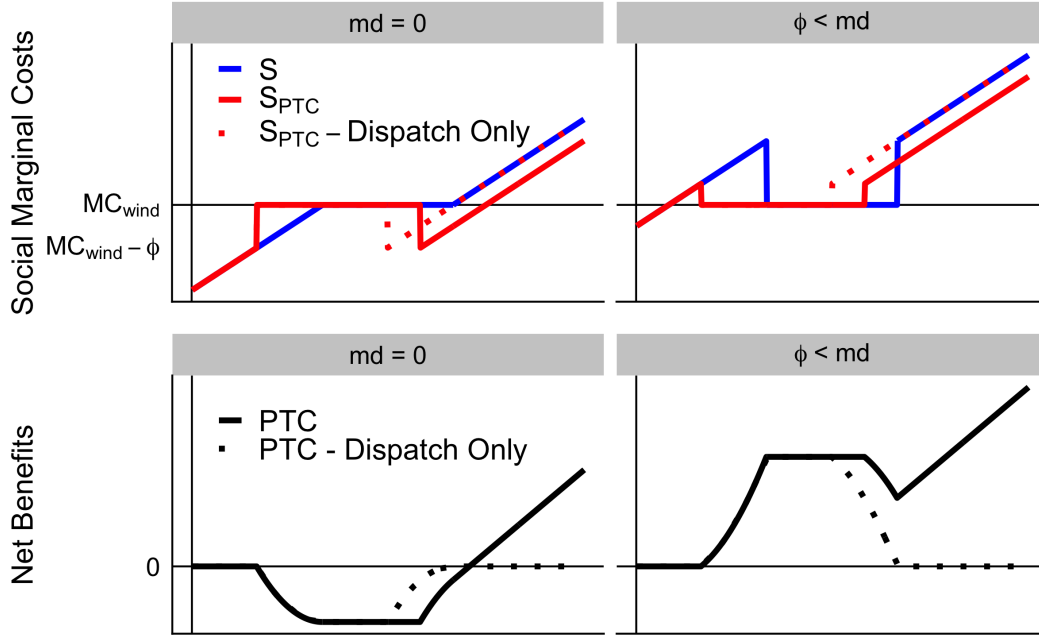 md = 0
ϕ < md
Social Marginal Costs
S
S_PTC
S_PTC – Dispatch Only
MC_wind
MC_wind – ϕ
md = 0
ϕ < md
Net Benefits
PTC
PTC - Dispatch Only
0